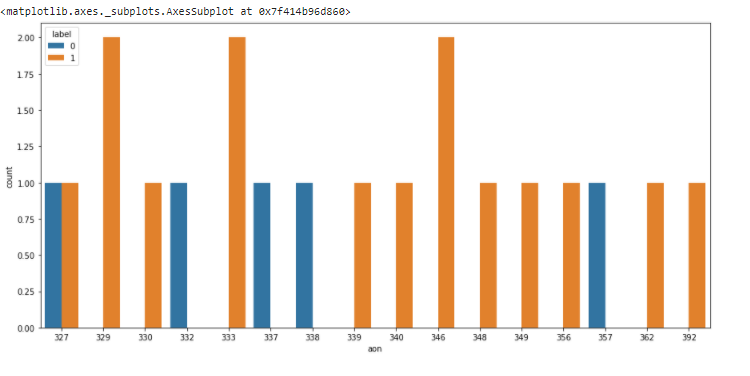 <matplotlib.axes._subplots.AxesSubplot at 0x7f414b96d860>
label
0
1
2.00
1.75
1.50
1.25
1.00
0.75
0.50
0.25
0.00
count
327 329 330 332 333 337 338 339 340 346 348 349 356 357 362 392
aon